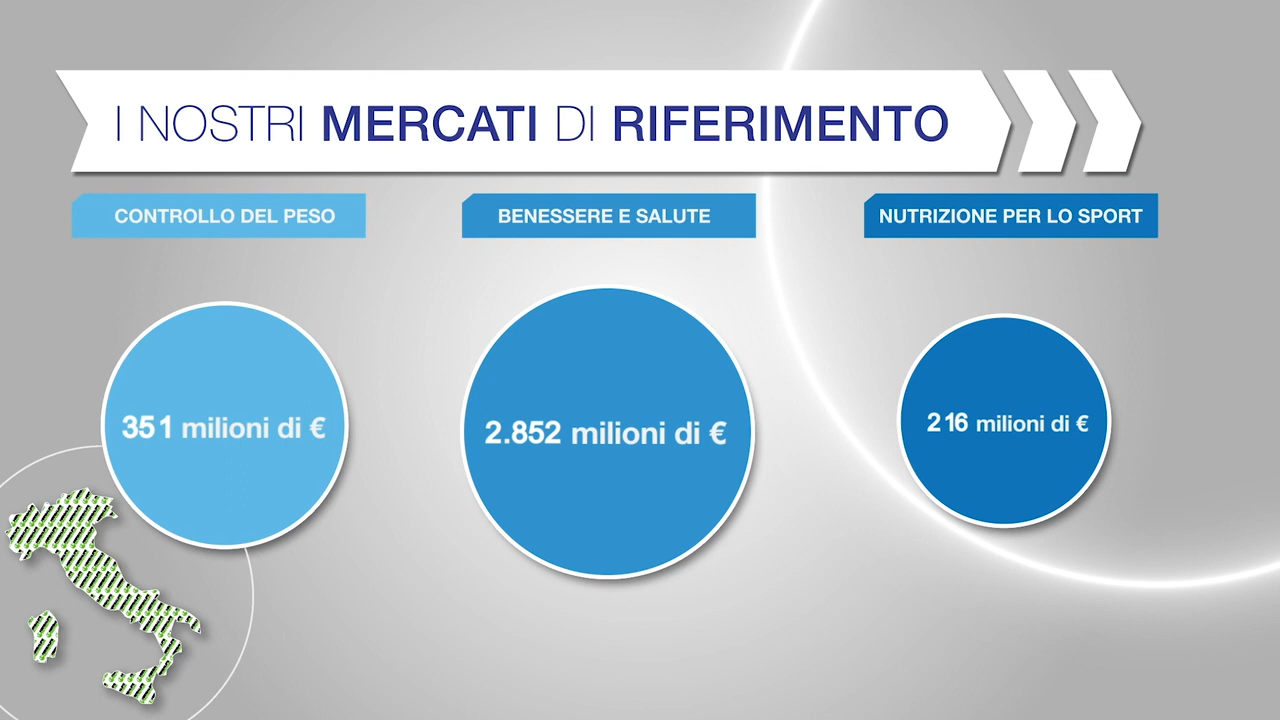 I NOSTRI MERCATI DI RIFERIMENTO
CONTROLLO DEL PESO
BENESSERE E SALUTE
NUTRIZIONE PER LO SPORT
351 milioni di €
2.852 milioni di €
216 milioni di €